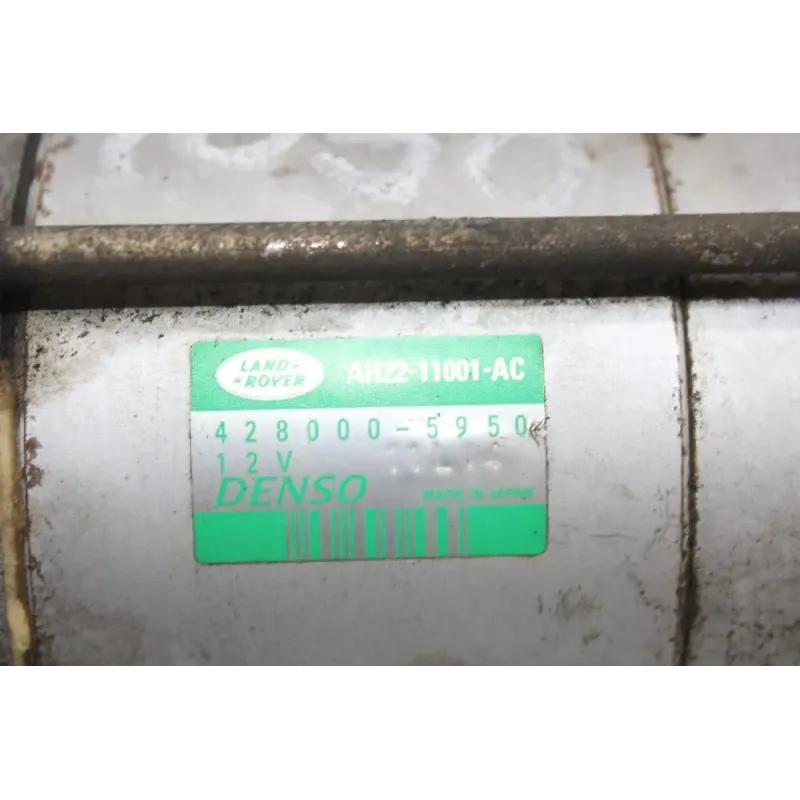 LAND-
-ROVER
AH22-11001-AC
428000-5950
12V
DENSO
MADE IN JAPAN